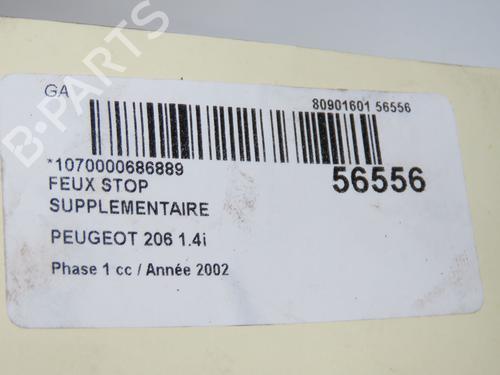 GA
80901601 56556
*1070000686889
56556
FEUX STOP
SUPPLEMENTAIRE
PEUGEOT 206 1.4i
Phase 1 cc / Année 2002
B-PARTS